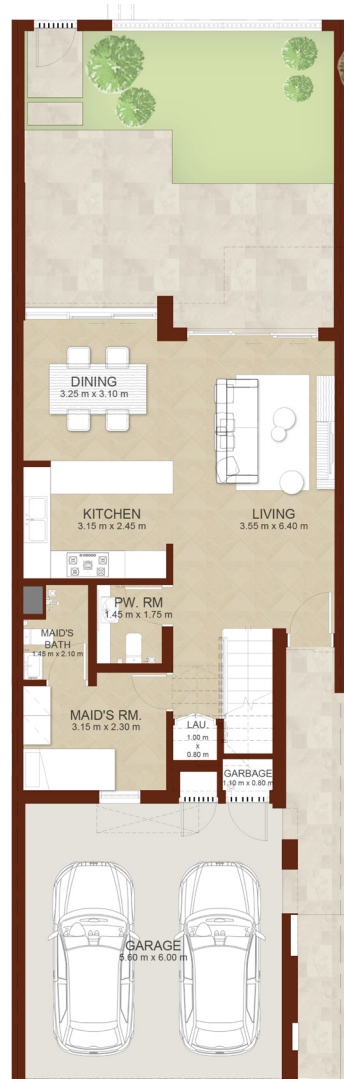 DINING
3.25 m x 3.10 m
KITCHEN
3.15 m x 2.45 m
LIVING
3.55 m x 6.40 m
PW. RM
1.45 m x 1.75 m
MAID'S
BATH
1.45 m x 2.10 m
MAID'S RM.
3.15 m x 2.30 m
LAU.
1.00 m
x
0.80 m
GARBAGE
1.10 m x 0.80 m
GARAGE
5.60 m x 6.00 m